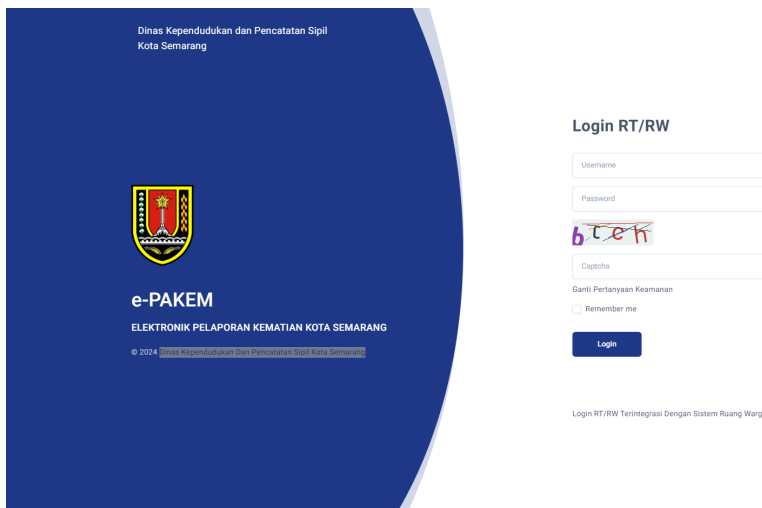 Dinas Kependudukan dan Pencatatan Sipil
Kota Semarang
e-PAKEM
ELEKTRONIK PELAPORAN KEMATIAN KOTA SEMARANG
© 2024 Dinas Kependudukan Dan Pencatatan Sipil Kota Semarang
Login RT/RW
Username
Password
btch
Captcha
Ganti Pertanyaan Keamanan
Remember me
Login
Login RT/RW Terintegrasi Dengan Sistem Ruang Warg